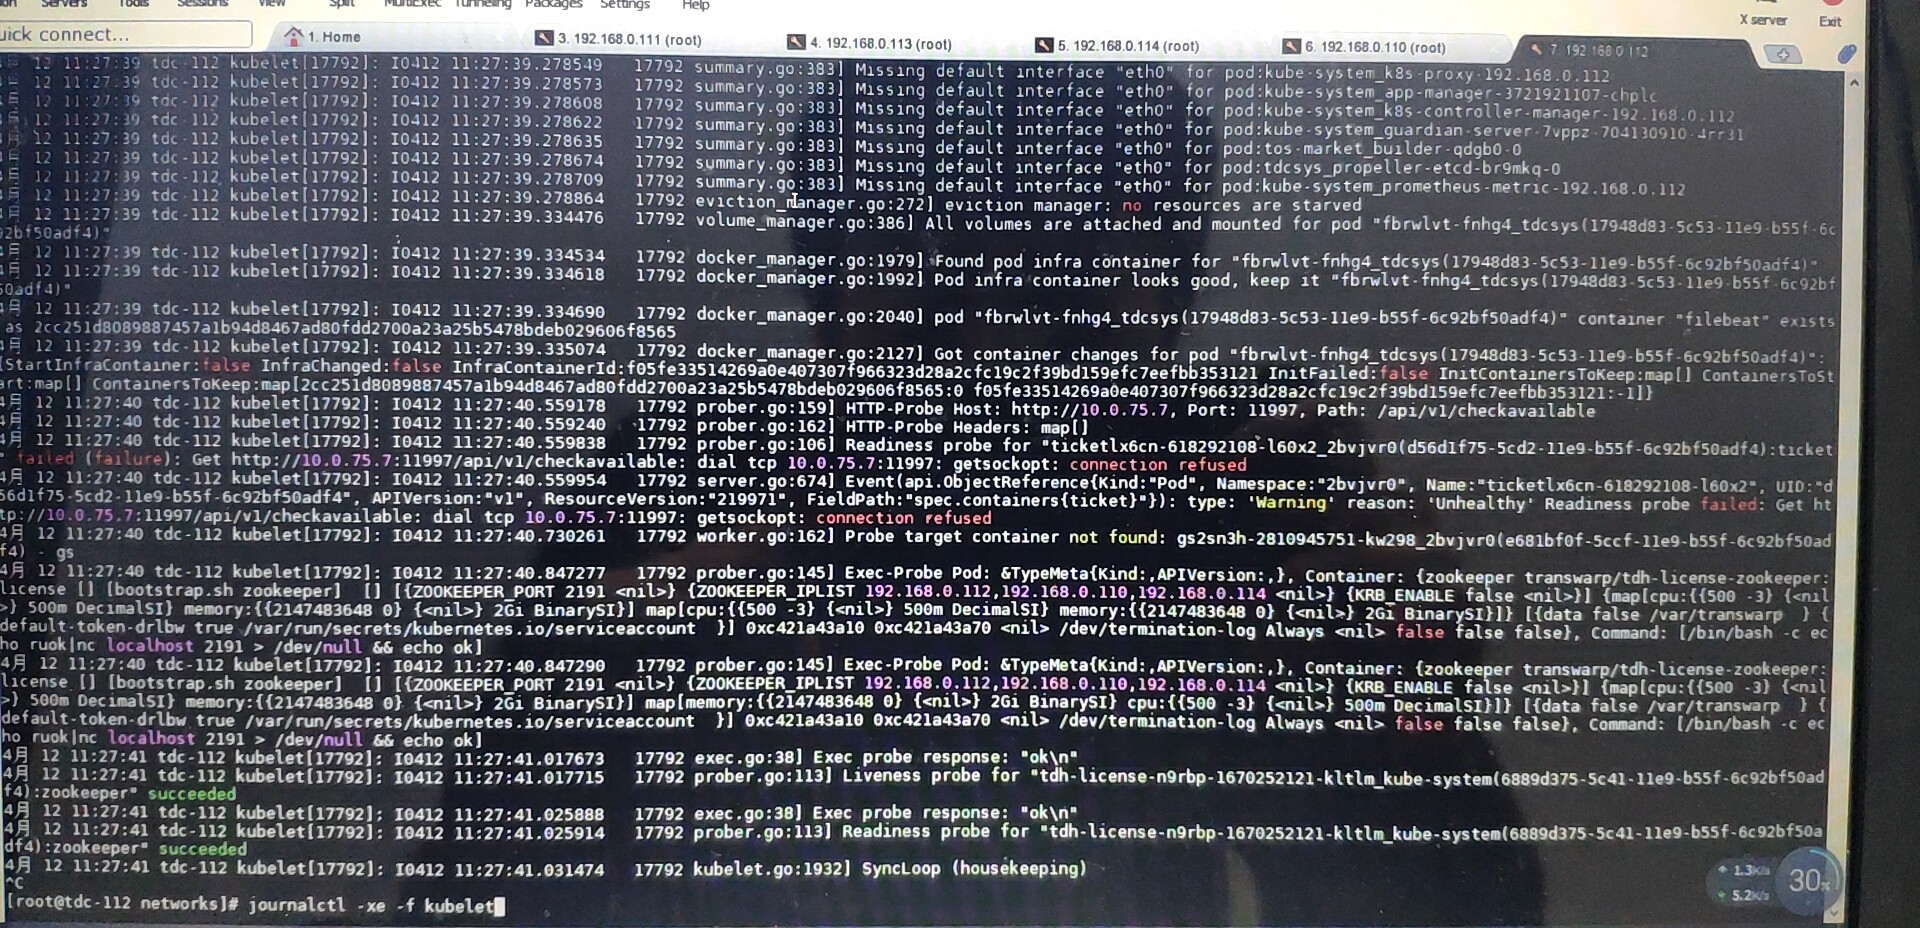 Servers Tools Sessions View Split MultiExec Tunneling Packages Settings Help
X server Exit
uick connect...
1. Home
3. 192.168.0.111 (root)
4. 192.168.0.113 (root)
5. 192.168.0.114 (root)
6. 192.168.0.110 (root)
7. 192.168.0.112
月 12 11:27:39 tdc-112 kubelet[17792]: I0412 11:27:39.278549 17792 summary.go:383] Missing default interface "eth0" for pod:kube-system_k8s-proxy-192.168.0.112
月 12 11:27:39 tdc-112 kubelet[17792]: I0412 11:27:39.278573 17792 summary.go:383] Missing default interface "eth0" for pod:kube-system_app-manager-3721921107-chplc
月 12 11:27:39 tdc-112 kubelet[17792]: I0412 11:27:39.278608 17792 summary.go:383] Missing default interface "eth0" for pod:kube-system_k8s-controller-manager-192.168.0.112
月 12 11:27:39 tdc-112 kubelet[17792]: I0412 11:27:39.278622 17792 summary.go:383] Missing default interface "eth0" for pod:kube-system_guardian-server-7vppz-704130910-4rr31
月 12 11:27:39 tdc-112 kubelet[17792]: I0412 11:27:39.278635 17792 summary.go:383] Missing default interface "eth0" for pod:tos-market_builder-qdgb0-0
月 12 11:27:39 tdc-112 kubelet[17792]: I0412 11:27:39.278674 17792 summary.go:383] Missing default interface "eth0" for pod:tdcsys_propeller-etcd-br9mkq-0
月 12 11:27:39 tdc-112 kubelet[17792]: I0412 11:27:39.278709 17792 summary.go:383] Missing default interface "eth0" for pod:kube-system_prometheus-metric-192.168.0.112
月 12 11:27:39 tdc-112 kubelet[17792]: I0412 11:27:39.278864 17792 eviction_manager.go:272] eviction manager: no resources are starved
月 12 11:27:39 tdc-112 kubelet[17792]: I0412 11:27:39.334476 17792 volume_manager.go:386] All volumes are attached and mounted for pod "fbrwlvt-fnhg4_tdcsys(17948d83-5c53-11e9-b55f-6c
92bf50adf4)"
月 12 11:27:39 tdc-112 kubelet[17792]: I0412 11:27:39.334534 17792 docker_manager.go:1979] Found pod infra container for "fbrwlvt-fnhg4_tdcsys(17948d83-5c53-11e9-b55f-6c92bf50adf4)"
月 12 11:27:39 tdc-112 kubelet[17792]: I0412 11:27:39.334618 17792 docker_manager.go:1992] Pod infra container looks good, keep it "fbrwlvt-fnhg4_tdcsys(17948d83-5c53-11e9-b55f-6c92bf
50adf4)"
月 12 11:27:39 tdc-112 kubelet[17792]: I0412 11:27:39.334690 17792 docker_manager.go:2040] pod "fbrwlvt-fnhg4_tdcsys(17948d83-5c53-11e9-b55f-6c92bf50adf4)" container "filebeat" exists
as 2cc251d8089887457a1b94d8467ad80fdd2700a23a25b5478bdeb029606f8565
月 12 11:27:39 tdc-112 kubelet[17792]: I0412 11:27:39.335074 17792 docker_manager.go:2127] Got container changes for pod "fbrwlvt-fnhg4_tdcsys(17948d83-5c53-11e9-b55f-6c92bf50adf4)":
{StartInfraContainer:false InfraChanged:false InfraContainerId:f05fe33514269a0e407307f966323d28a2cfc19c2f39bd159efc7eefbb353121 InitFailed:false InitContainersToKeep:map[] ContainersToSt
art:map[] ContainersToKeep:map[2cc251d8089887457a1b94d8467ad80fdd2700a23a25b5478bdeb029606f8565:0 f05fe33514269a0e407307f966323d28a2cfc19c2f39bd159efc7eefbb353121:-1]}
4月 12 11:27:40 tdc-112 kubelet[17792]: I0412 11:27:40.559178 17792 prober.go:159] HTTP-Probe Host: http://10.0.75.7, Port: 11997, Path: /api/v1/checkavailable
4月 12 11:27:40 tdc-112 kubelet[17792]: I0412 11:27:40.559240 17792 prober.go:162] HTTP-Probe Headers: map[]
4月 12 11:27:40 tdc-112 kubelet[17792]: I0412 11:27:40.559838 17792 prober.go:106] Readiness probe for "ticketlx6cn-618292108-l60x2_2bvjvr0(d56d1f75-5cd2-11e9-b55f-6c92bf50adf4):ticket
" failed (failure): Get http://10.0.75.7:11997/api/v1/checkavailable: dial tcp 10.0.75.7:11997: getsockopt: connection refused
4月 12 11:27:40 tdc-112 kubelet[17792]: I0412 11:27:40.559954 17792 server.go:674] Event(api.ObjectReference{Kind:"Pod", Namespace:"2bvjvr0", Name:"ticketlx6cn-618292108-l60x2", UID:"d
56d1f75-5cd2-11e9-b55f-6c92bf50adf4", APIVersion:"v1", ResourceVersion:"219971", FieldPath:"spec.containers{ticket}"}): type: 'Warning' reason: 'Unhealthy' Readiness probe failed: Get ht
tp://10.0.75.7:11997/api/v1/checkavailable: dial tcp 10.0.75.7:11997: getsockopt: connection refused
4月 12 11:27:40 tdc-112 kubelet[17792]: I0412 11:27:40.730261 17792 worker.go:162] Probe target container not found: gs2sn3h-2810945751-kw298_2bvjvr0(e681bf0f-5ccf-11e9-b55f-6c92bf50ad
f4) - gs
4月 12 11:27:40 tdc-112 kubelet[17792]: I0412 11:27:40.847277 17792 prober.go:145] Exec-Probe Pod: &TypeMeta{Kind:,APIVersion:,}, Container: {zookeeper transwarp/tdh-license-zookeeper:
license [] [bootstrap.sh zookeeper] [] [{ZOOKEEPER_PORT 2191 <nil>} {ZOOKEEPER_IPLIST 192.168.0.112,192.168.0.110,192.168.0.114 <nil>} {KRB_ENABLE false <nil>}] {map[cpu:{{500 -3} {<nil
>} 500m DecimalSI} memory:{{2147483648 0} {<nil>} 2Gi BinarySI}] map[cpu:{{500 -3} {<nil>} 500m DecimalSI} memory:{{2147483648 0} {<nil>} 2Gi BinarySI}]} [{data false /var/transwarp } {
default-token-drlbw true /var/run/secrets/kubernetes.io/serviceaccount }] 0xc421a43a10 0xc421a43a70 <nil> /dev/termination-log Always <nil> false false false}, Command: [/bin/bash -c ec
ho ruok|nc localhost 2191 > /dev/null && echo ok]
4月 12 11:27:40 tdc-112 kubelet[17792]: I0412 11:27:40.847290 17792 prober.go:145] Exec-Probe Pod: &TypeMeta{Kind:,APIVersion:,}, Container: {zookeeper transwarp/tdh-license-zookeeper:
license [] [bootstrap.sh zookeeper] [] [{ZOOKEEPER_PORT 2191 <nil>} {ZOOKEEPER_IPLIST 192.168.0.112,192.168.0.110,192.168.0.114 <nil>} {KRB_ENABLE false <nil>}] {map[cpu:{{500 -3} {<nil
>} 500m DecimalSI} memory:{{2147483648 0} {<nil>} 2Gi BinarySI}] map[memory:{{2147483648 0} {<nil>} 2Gi BinarySI} cpu:{{500 -3} {<nil>} 500m DecimalSI}]} [{data false /var/transwarp } {
default-token-drlbw true /var/run/secrets/kubernetes.io/serviceaccount }] 0xc421a43a10 0xc421a43a70 <nil> /dev/termination-log Always <nil> false false false}, Command: [/bin/bash -c ec
ho ruok|nc localhost 2191 > /dev/null && echo ok]
4月 12 11:27:41 tdc-112 kubelet[17792]: I0412 11:27:41.017673 17792 exec.go:38] Exec probe response: "ok\n"
4月 12 11:27:41 tdc-112 kubelet[17792]: I0412 11:27:41.017715 17792 prober.go:113] Liveness probe for "tdh-license-n9rbp-1670252121-kltlm_kube-system(6889d375-5c41-11e9-b55f-6c92bf50ad
f4):zookeeper" succeeded
4月 12 11:27:41 tdc-112 kubelet[17792]: I0412 11:27:41.025888 17792 exec.go:38] Exec probe response: "ok\n"
4月 12 11:27:41 tdc-112 kubelet[17792]: I0412 11:27:41.025914 17792 prober.go:113] Readiness probe for "tdh-license-n9rbp-1670252121-kltlm_kube-system(6889d375-5c41-11e9-b55f-6c92bf50a
df4):zookeeper" succeeded
4月 12 11:27:41 tdc-112 kubelet[17792]: I0412 11:27:41.031474 17792 kubelet.go:1932] SyncLoop (housekeeping)
^C
[root@tdc-112 networks]# journalctl -xe -f kubelet
1.3K/s
5.2K/s
30%